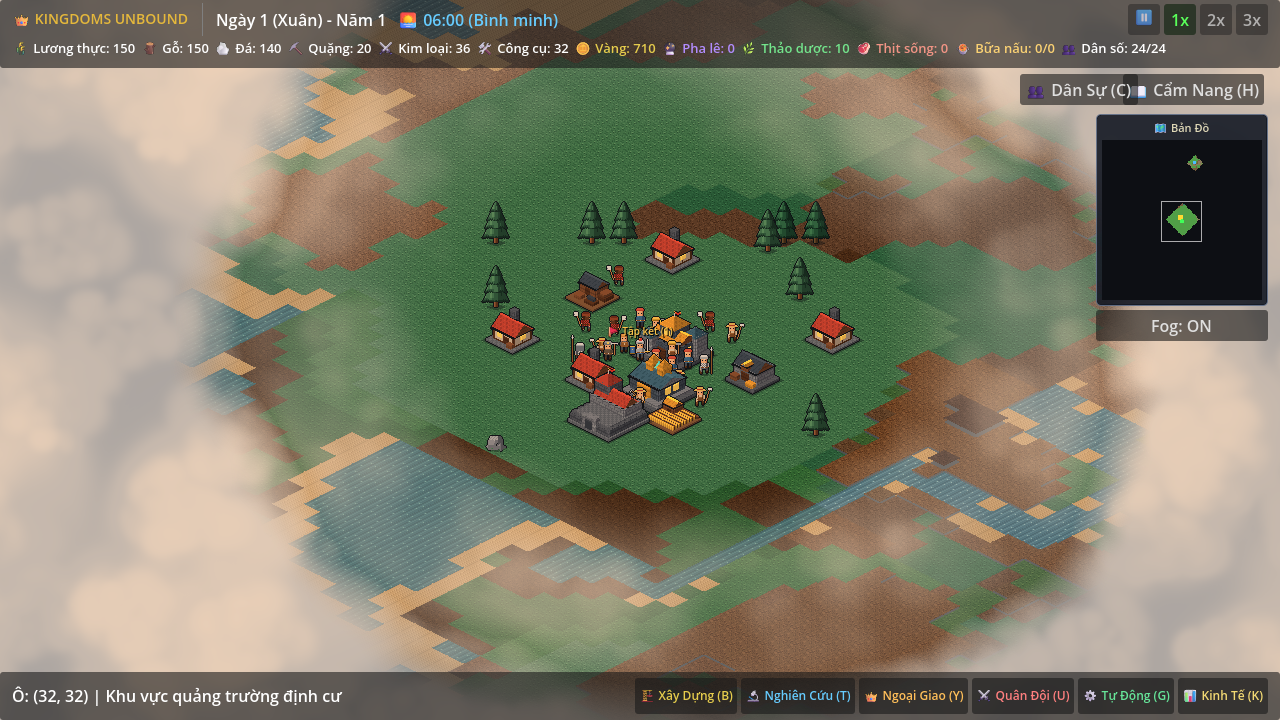 KINGDOMS UNBOUND
Ngày 1 (Xuân) - Năm 1
06:00 (Bình minh)
1x
2x
3x
Lương thực: 150
Gỗ: 150
Đá: 140
Quặng: 20
Kim loại: 36
Công cụ: 32
Vàng: 710
Pha lê: 0
Thảo dược: 10
Thịt sống: 0
Bữa nấu: 0/0
Dân số: 24/24
Dân Sự (C)
Cẩm Nang (H)
Bản Đồ
Fog: ON
Tập kết
Ô: (32, 32) | Khu vực quảng trường định cư
Xây Dựng (B)
Nghiên Cứu (T)
Ngoại Giao (Y)
Quân Đội (U)
Tự Động (G)
Kinh Tế (K)